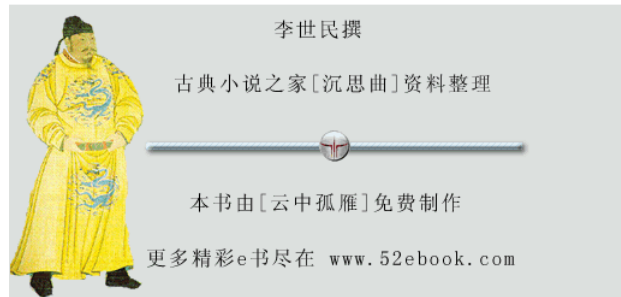 李世民撰
古典小说之家[沉思曲]资料整理
本书由[云中孤雁]免费制作
更多精彩e书尽在 www.52ebook.com